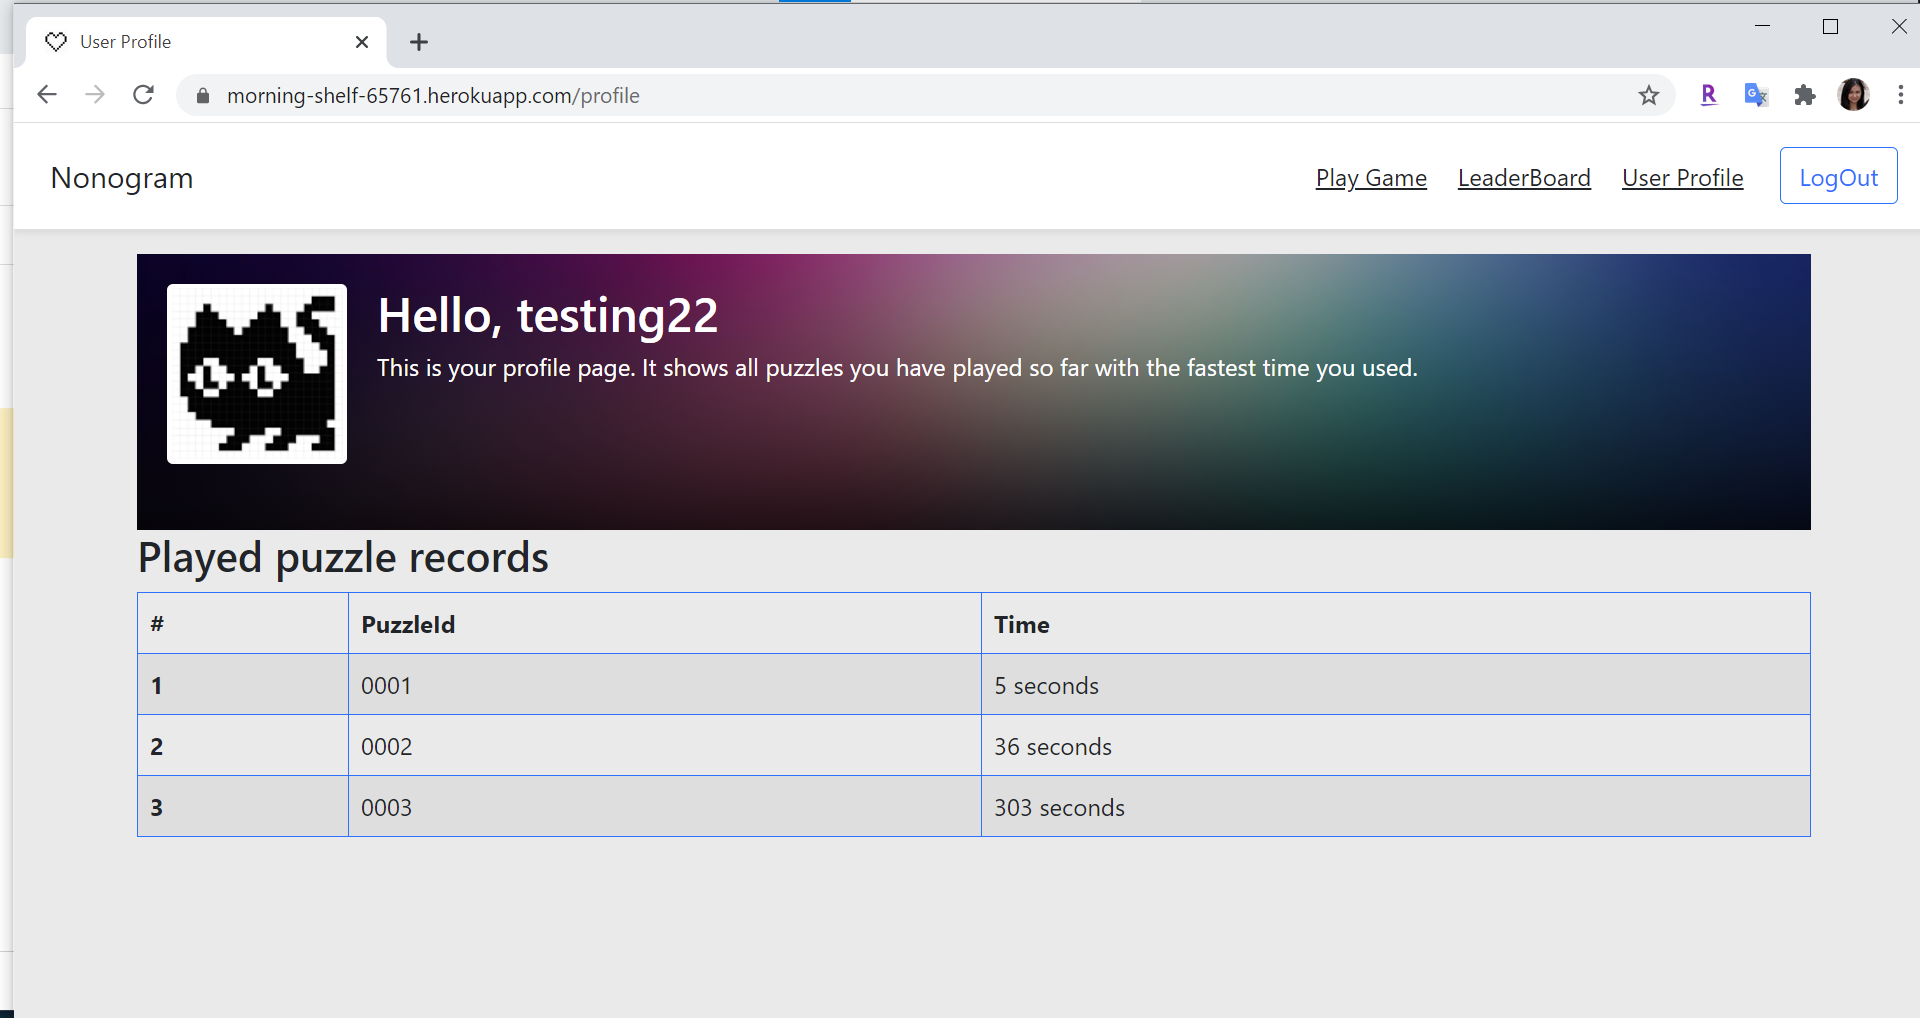 User Profile
morning-shelf-65761.herokuapp.com/profile
Nonogram
Play Game LeaderBoard User Profile LogOut
Hello, testing22
This is your profile page. It shows all puzzles you have played so far with the fastest time you used.
Played puzzle records
# PuzzleId Time
1 0001 5 seconds
2 0002 36 seconds
3 0003 303 seconds